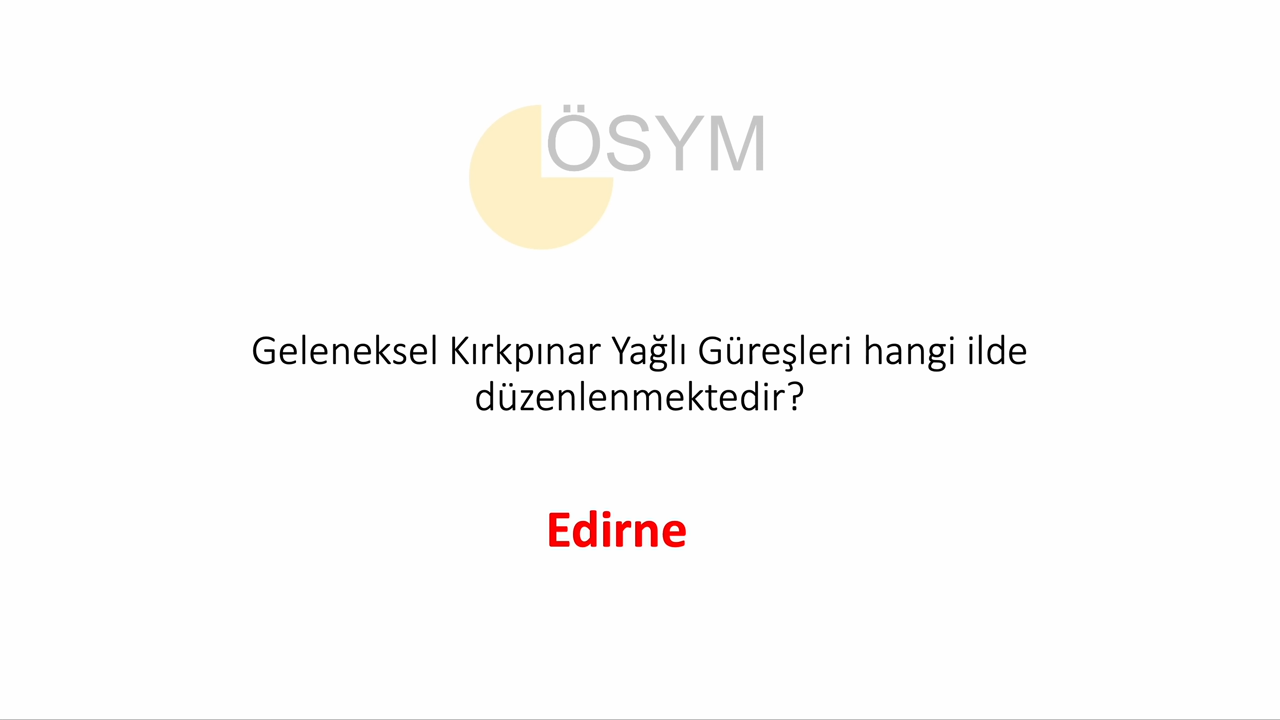 ÖSYM
Geleneksel Kırkpınar Yağlı Güreşleri hangi ilde
düzenlenmektedir?
Edirne